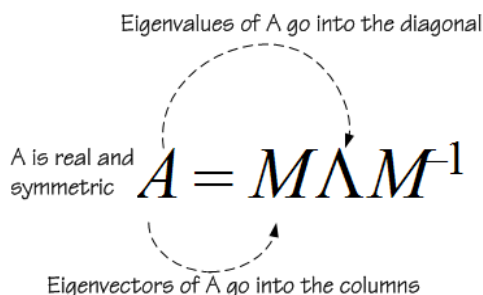 Eigenvalues of A go into the diagonal
A is real and
symmetric
A = MΛM⁻¹
Eigenvectors of A go into the columns